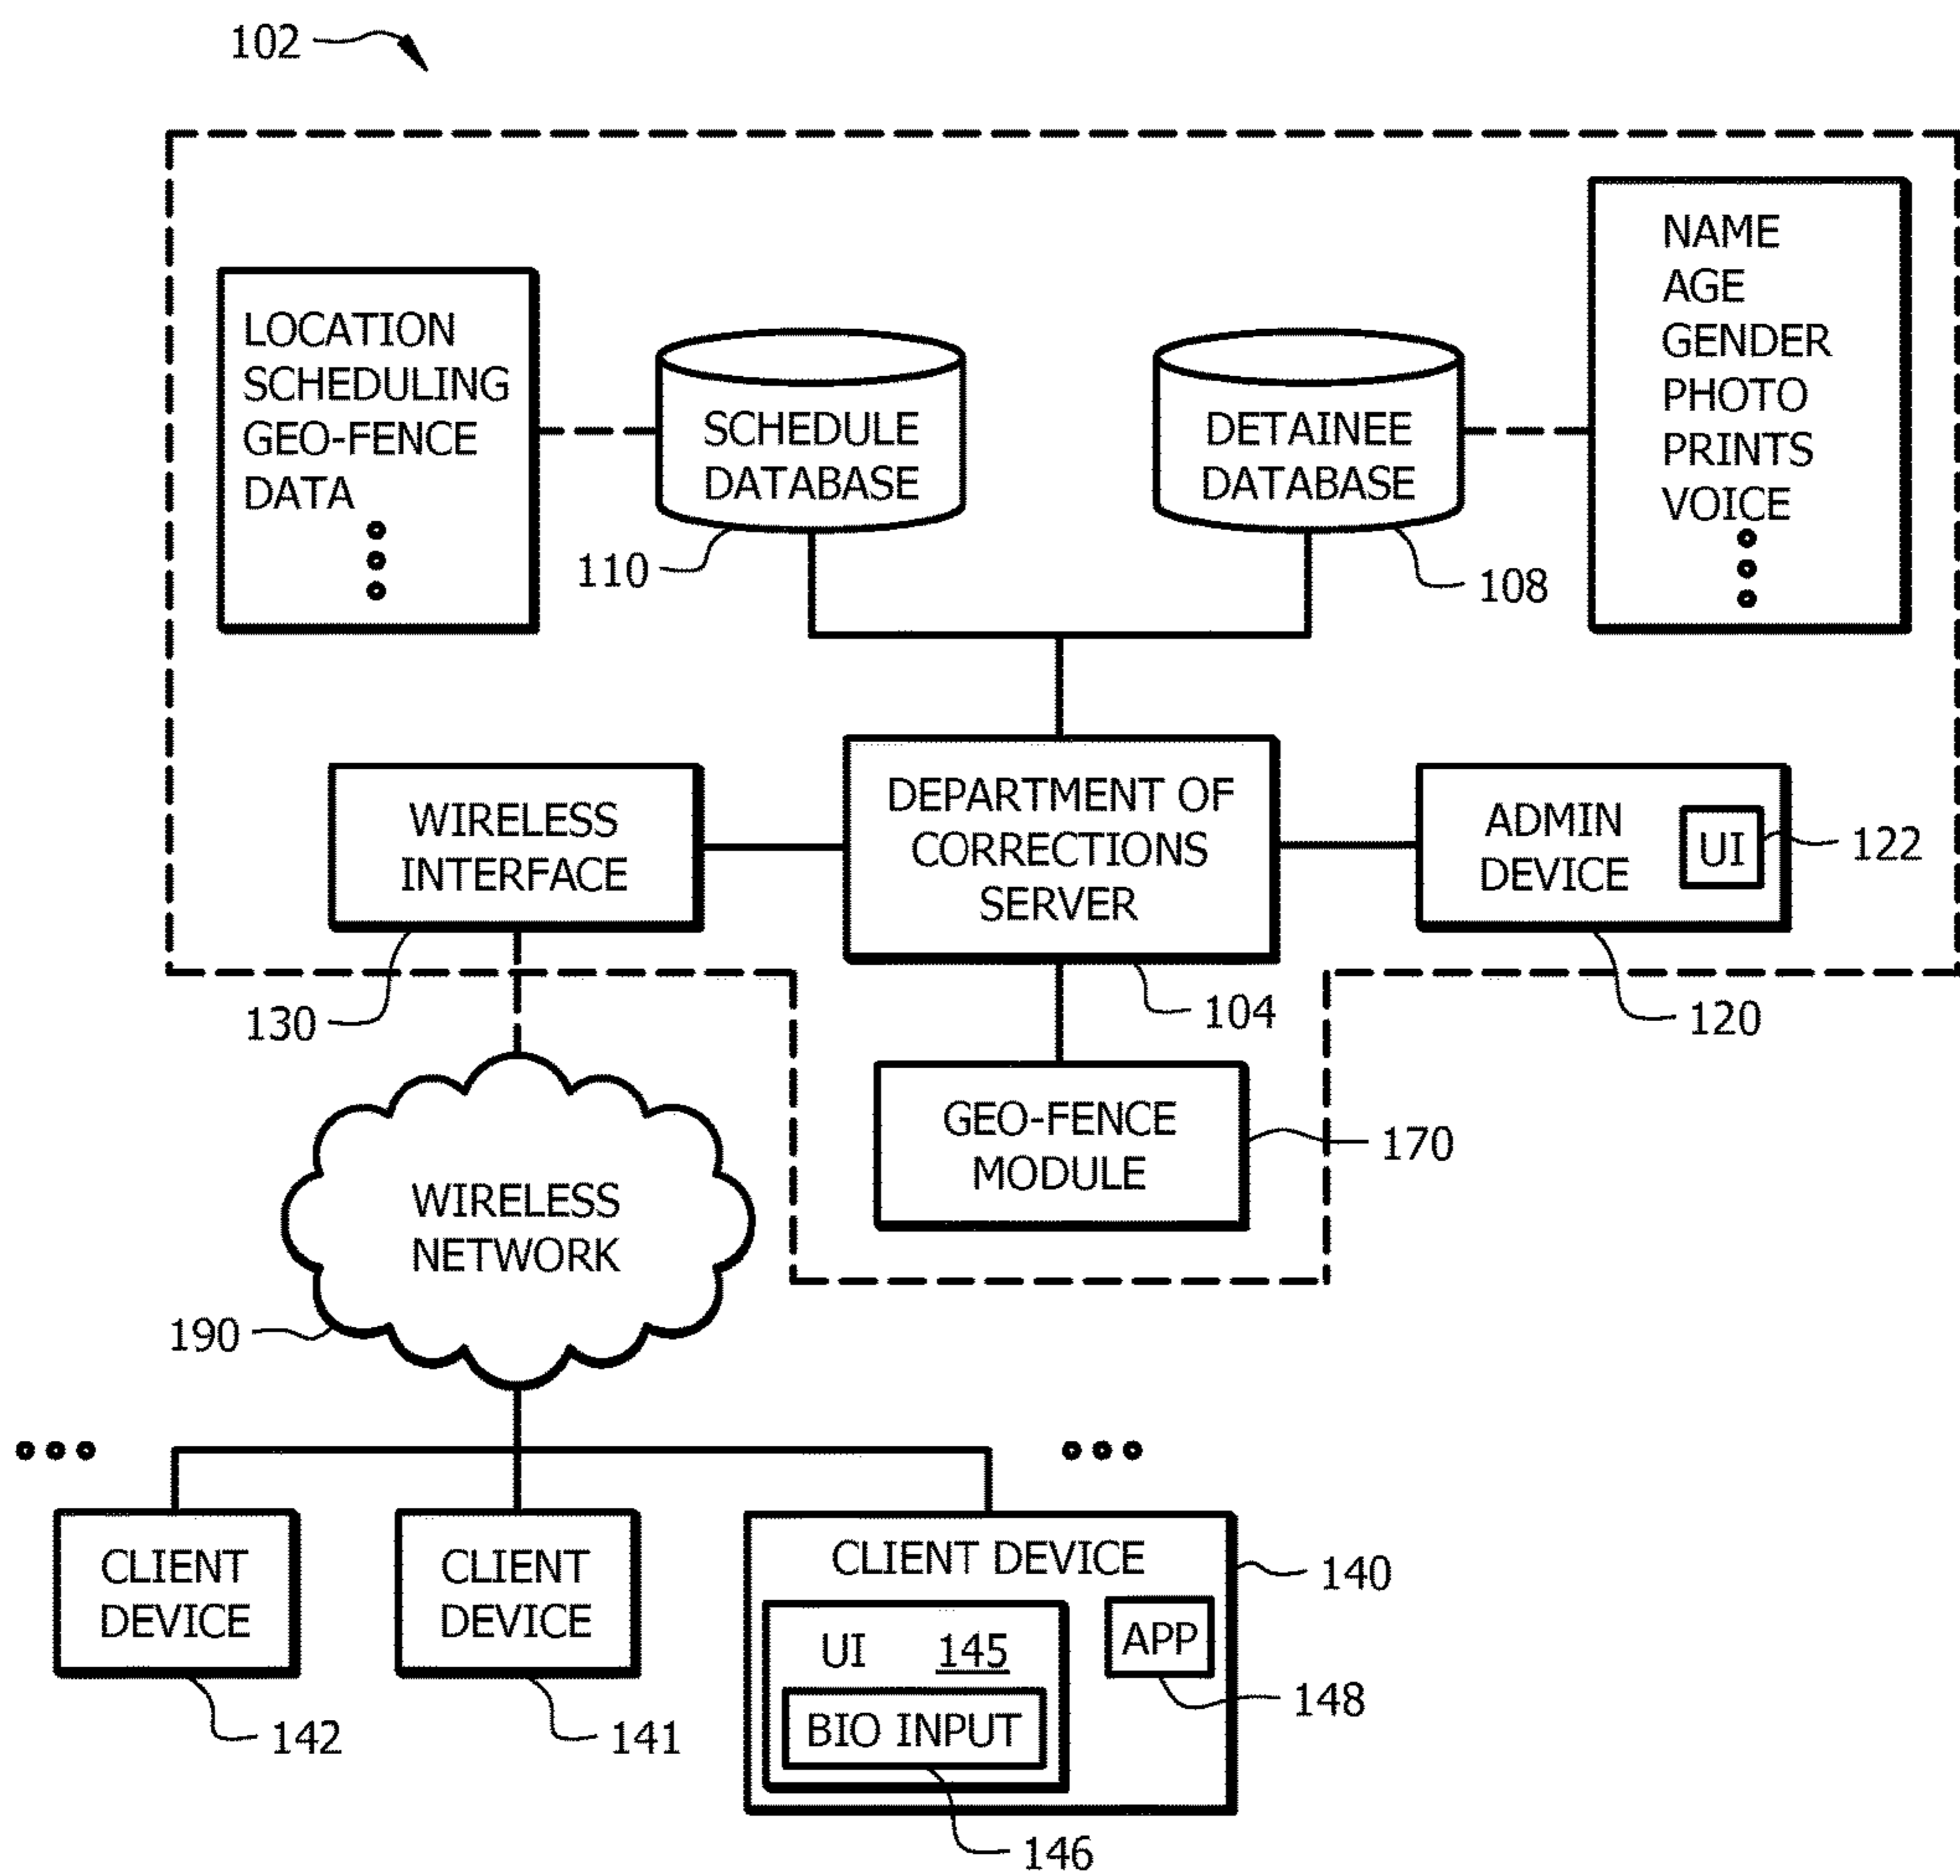 102
NAME
AGE
GENDER
PHOTO
PRINTS
VOICE
LOCATION
SCHEDULING
GEO-FENCE
DATA
SCHEDULE
DATABASE
DETAINEE
DATABASE
110
108
WIRELESS
INTERFACE
DEPARTMENT OF
CORRECTIONS
SERVER
ADMIN
DEVICE
UI
122
130
104
120
GEO-FENCE
MODULE
170
WIRELESS
NETWORK
190
CLIENT
DEVICE
142
CLIENT
DEVICE
141
CLIENT DEVICE
140
UI 145
APP
148
BIO INPUT
146